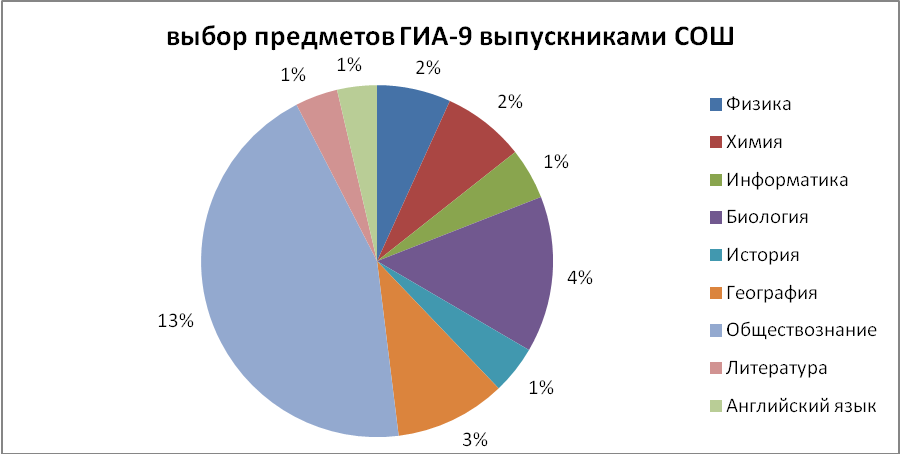 выбор предметов ГИА-9 выпускниками СОШ
1%
1%
2%
2%
1%
4%
1%
3%
13%
Физика
Химия
Информатика
Биология
История
География
Обществознание
Литература
Английский язык